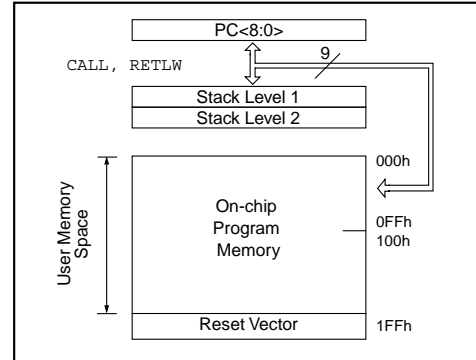 PC<8:0>
9
CALL, RETLW
Stack Level 1
Stack Level 2
000h
User Memory
Space
On-chip
Program
Memory
0FFh
100h
Reset Vector
1FFh